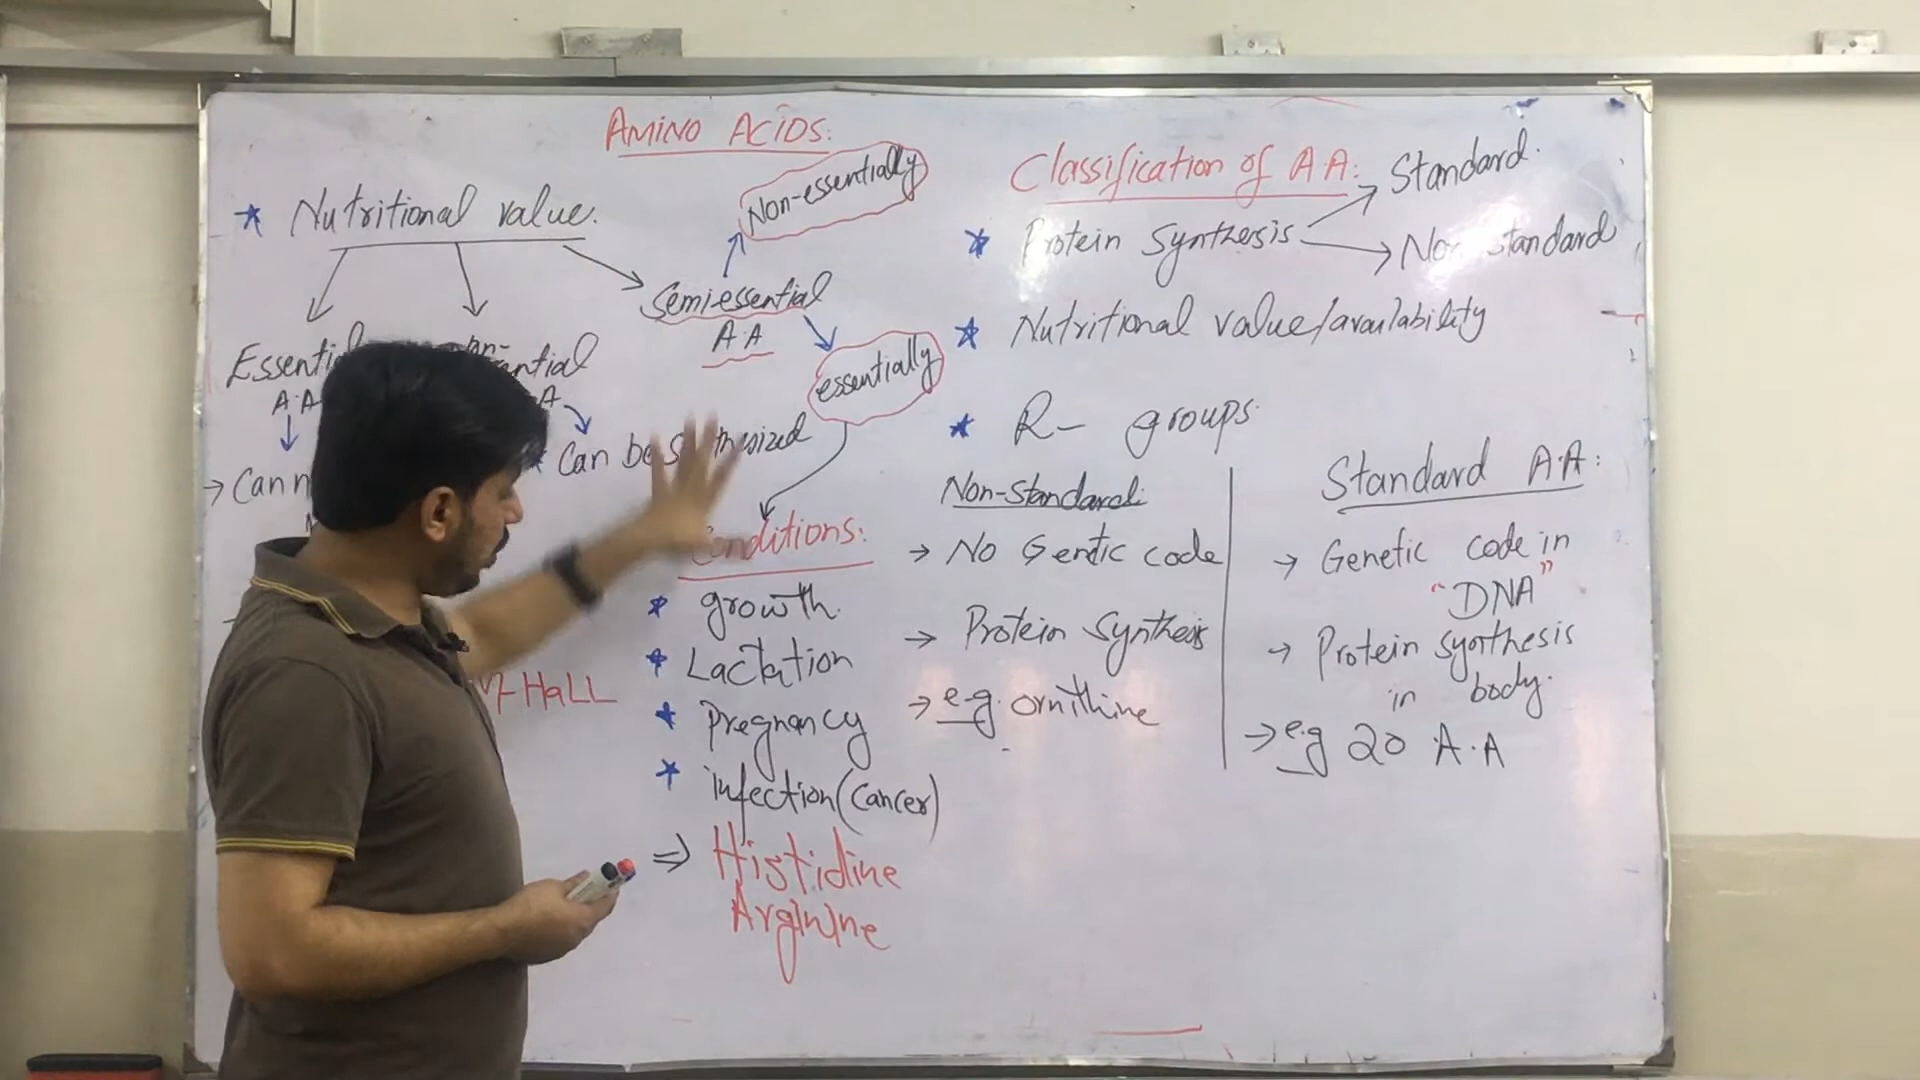 AMINO ACIDS:
Non-essentially
* Nutritional value.
Semiessential
A.A
essentially
Essential
A.A
Can be Synthesized
→ Can
Conditions:
* growth.
* Lactation
* Pregnancy
* infection (Cancer)
⇒ Histidine
Arginine
HALL
Classification of A A:
* Protein Synthesis
→ Standard.
→ Non Standard
* Nutritional value/availability
* R- groups
Non-Standard:
→ No Gentic code
→ Protein Synthesis
→ e.g. ornithine
Standard A.A:
→ Genetic code in
"DNA"
→ Protein synthesis
in body.
→ e.g 20 A.A